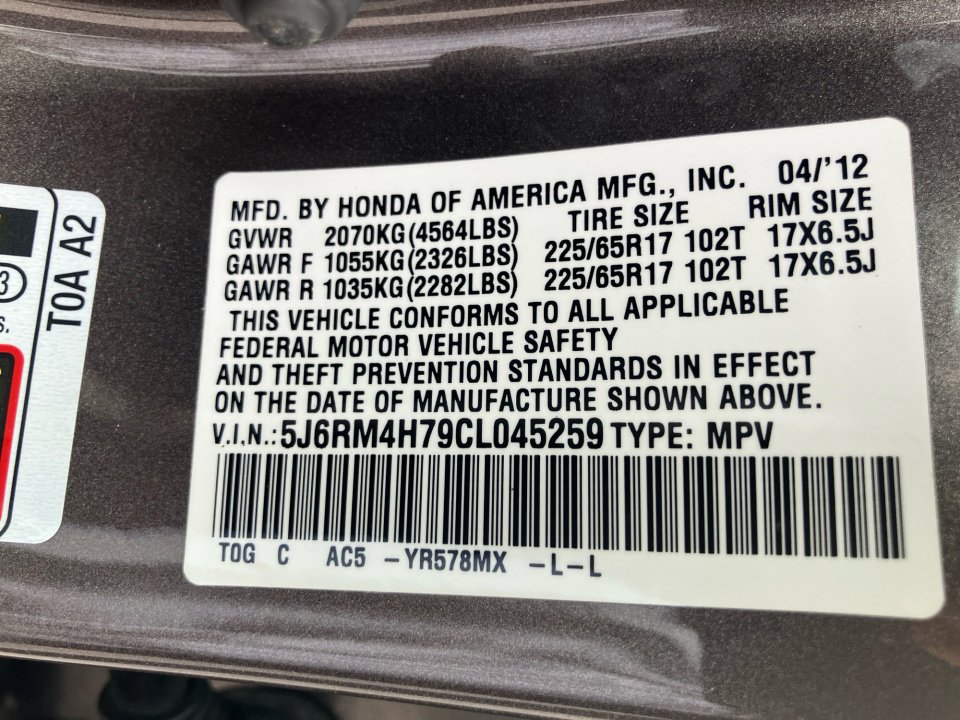 MFD. BY HONDA OF AMERICA MFG., INC. 04/'12
GVWR 2070KG(4564LBS) TIRE SIZE RIM SIZE
GAWR F 1055KG(2326LBS) 225/65R17 102T 17X6.5J
GAWR R 1035KG(2282LBS) 225/65R17 102T 17X6.5J
THIS VEHICLE CONFORMS TO ALL APPLICABLE
FEDERAL MOTOR VEHICLE SAFETY
AND THEFT PREVENTION STANDARDS IN EFFECT
ON THE DATE OF MANUFACTURE SHOWN ABOVE.
V.I.N.: 5J6RM4H79CL045259 TYPE: MPV
TOG C AC5 -YR578MX -L-L
T0A A2
3